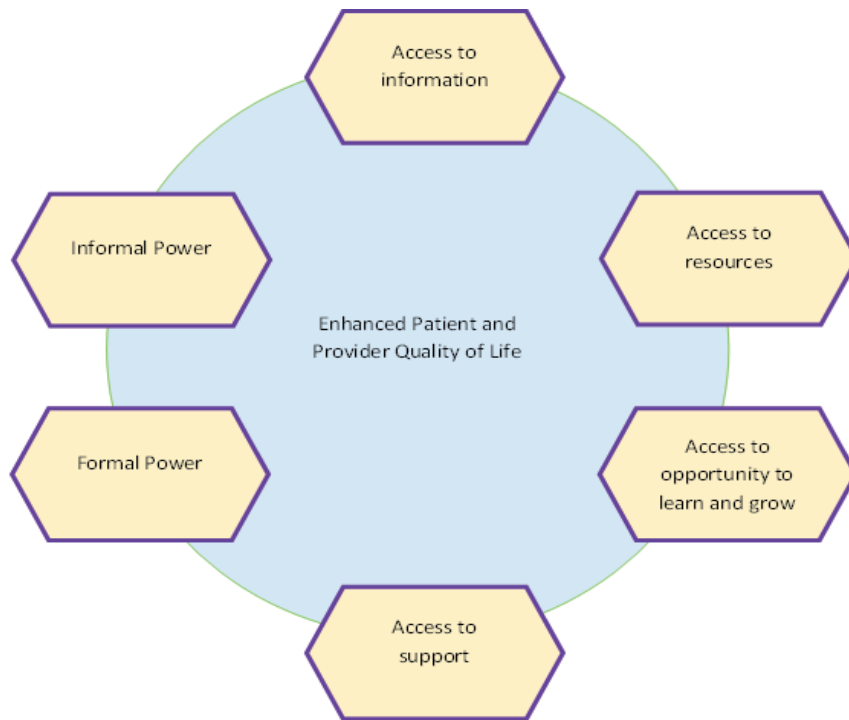 Access to
information
Informal Power
Access to
resources
Enhanced Patient and
Provider Quality of Life
Formal Power
Access to
opportunity to
learn and grow
Access to
support